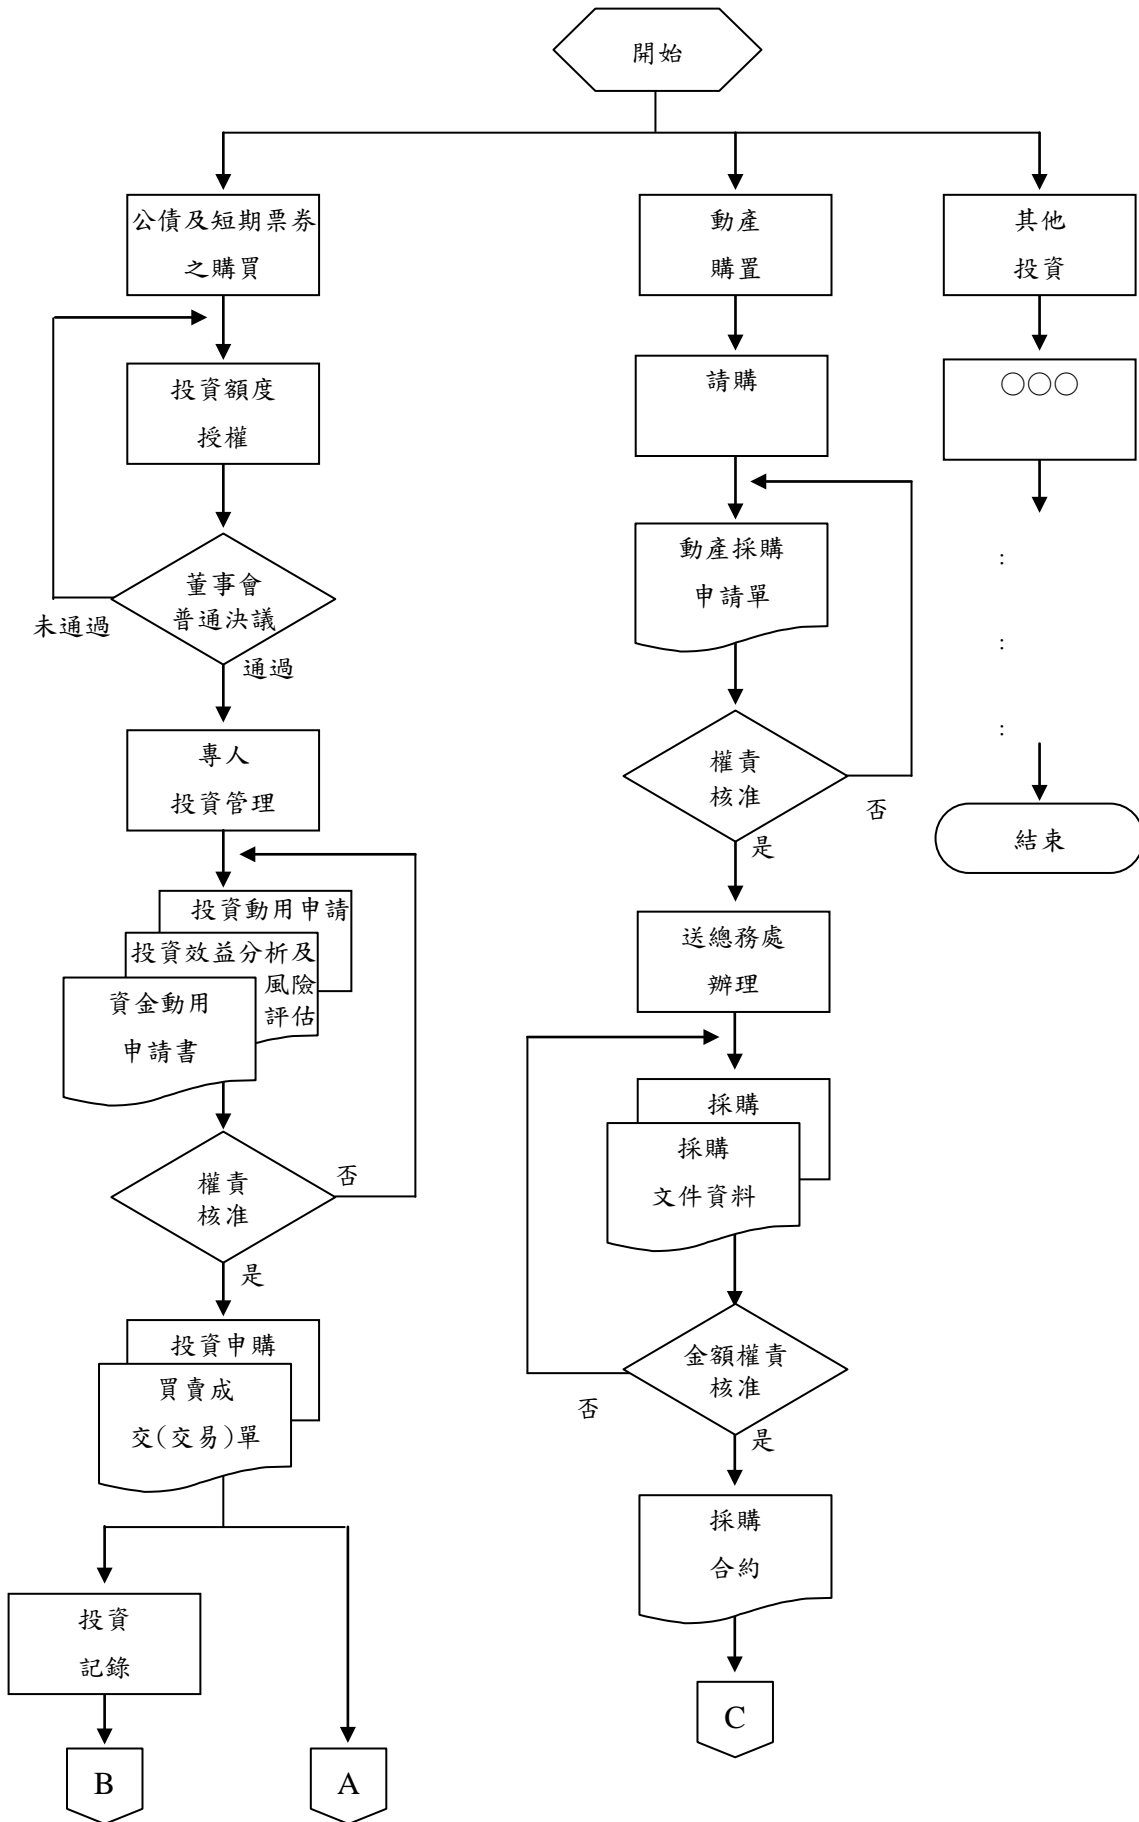 開始
公債及短期票券
之購買
投資額度
授權
董事會
普通決議
未通過
通過
專人
投資管理
投資動用申請
投資效益分析及
風險
評估
資金動用
申請書
權責
核准
否
是
投資申購
買賣成
交(交易)單
投資
記錄
B
A
動產
購置
請購
動產採購
申請單
權責
核准
否
是
送總務處
辦理
採購
採購
文件資料
金額權責
核准
否
是
採購
合約
C
其他
投資
○○○
:
:
:
結束